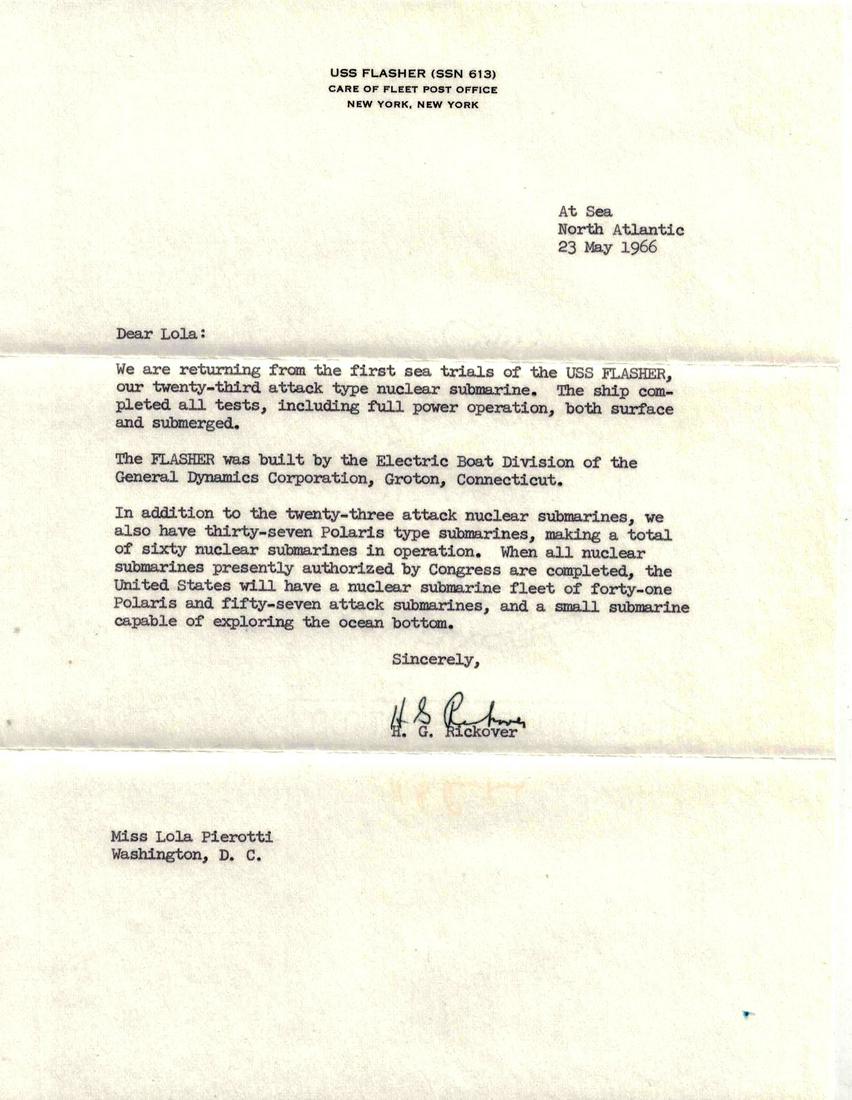 USS FLASHER (SSN 613)
CARE OF FLEET POST OFFICE
NEW YORK, NEW YORK
At Sea
North Atlantic
23 May 1966
Dear Lola:
We are returning from the first sea trials of the USS FLASHER,
our twenty-third attack type nuclear submarine. The ship com-
pleted all tests, including full power operation, both surface
and submerged.
The FLASHER was built by the Electric Boat Division of the
General Dynamics Corporation, Groton, Connecticut.
In addition to the twenty-three attack nuclear submarines, we
also have thirty-seven Polaris type submarines, making a total
of sixty nuclear submarines in operation. When all nuclear
submarines presently authorized by Congress are completed, the
United States will have a nuclear submarine fleet of forty-one
Polaris and fifty-seven attack submarines, and a small submarine
capable of exploring the ocean bottom.
Sincerely,
H G Rickover
H. G. Rickover
Miss Lola Pierotti
Washington, D. C.